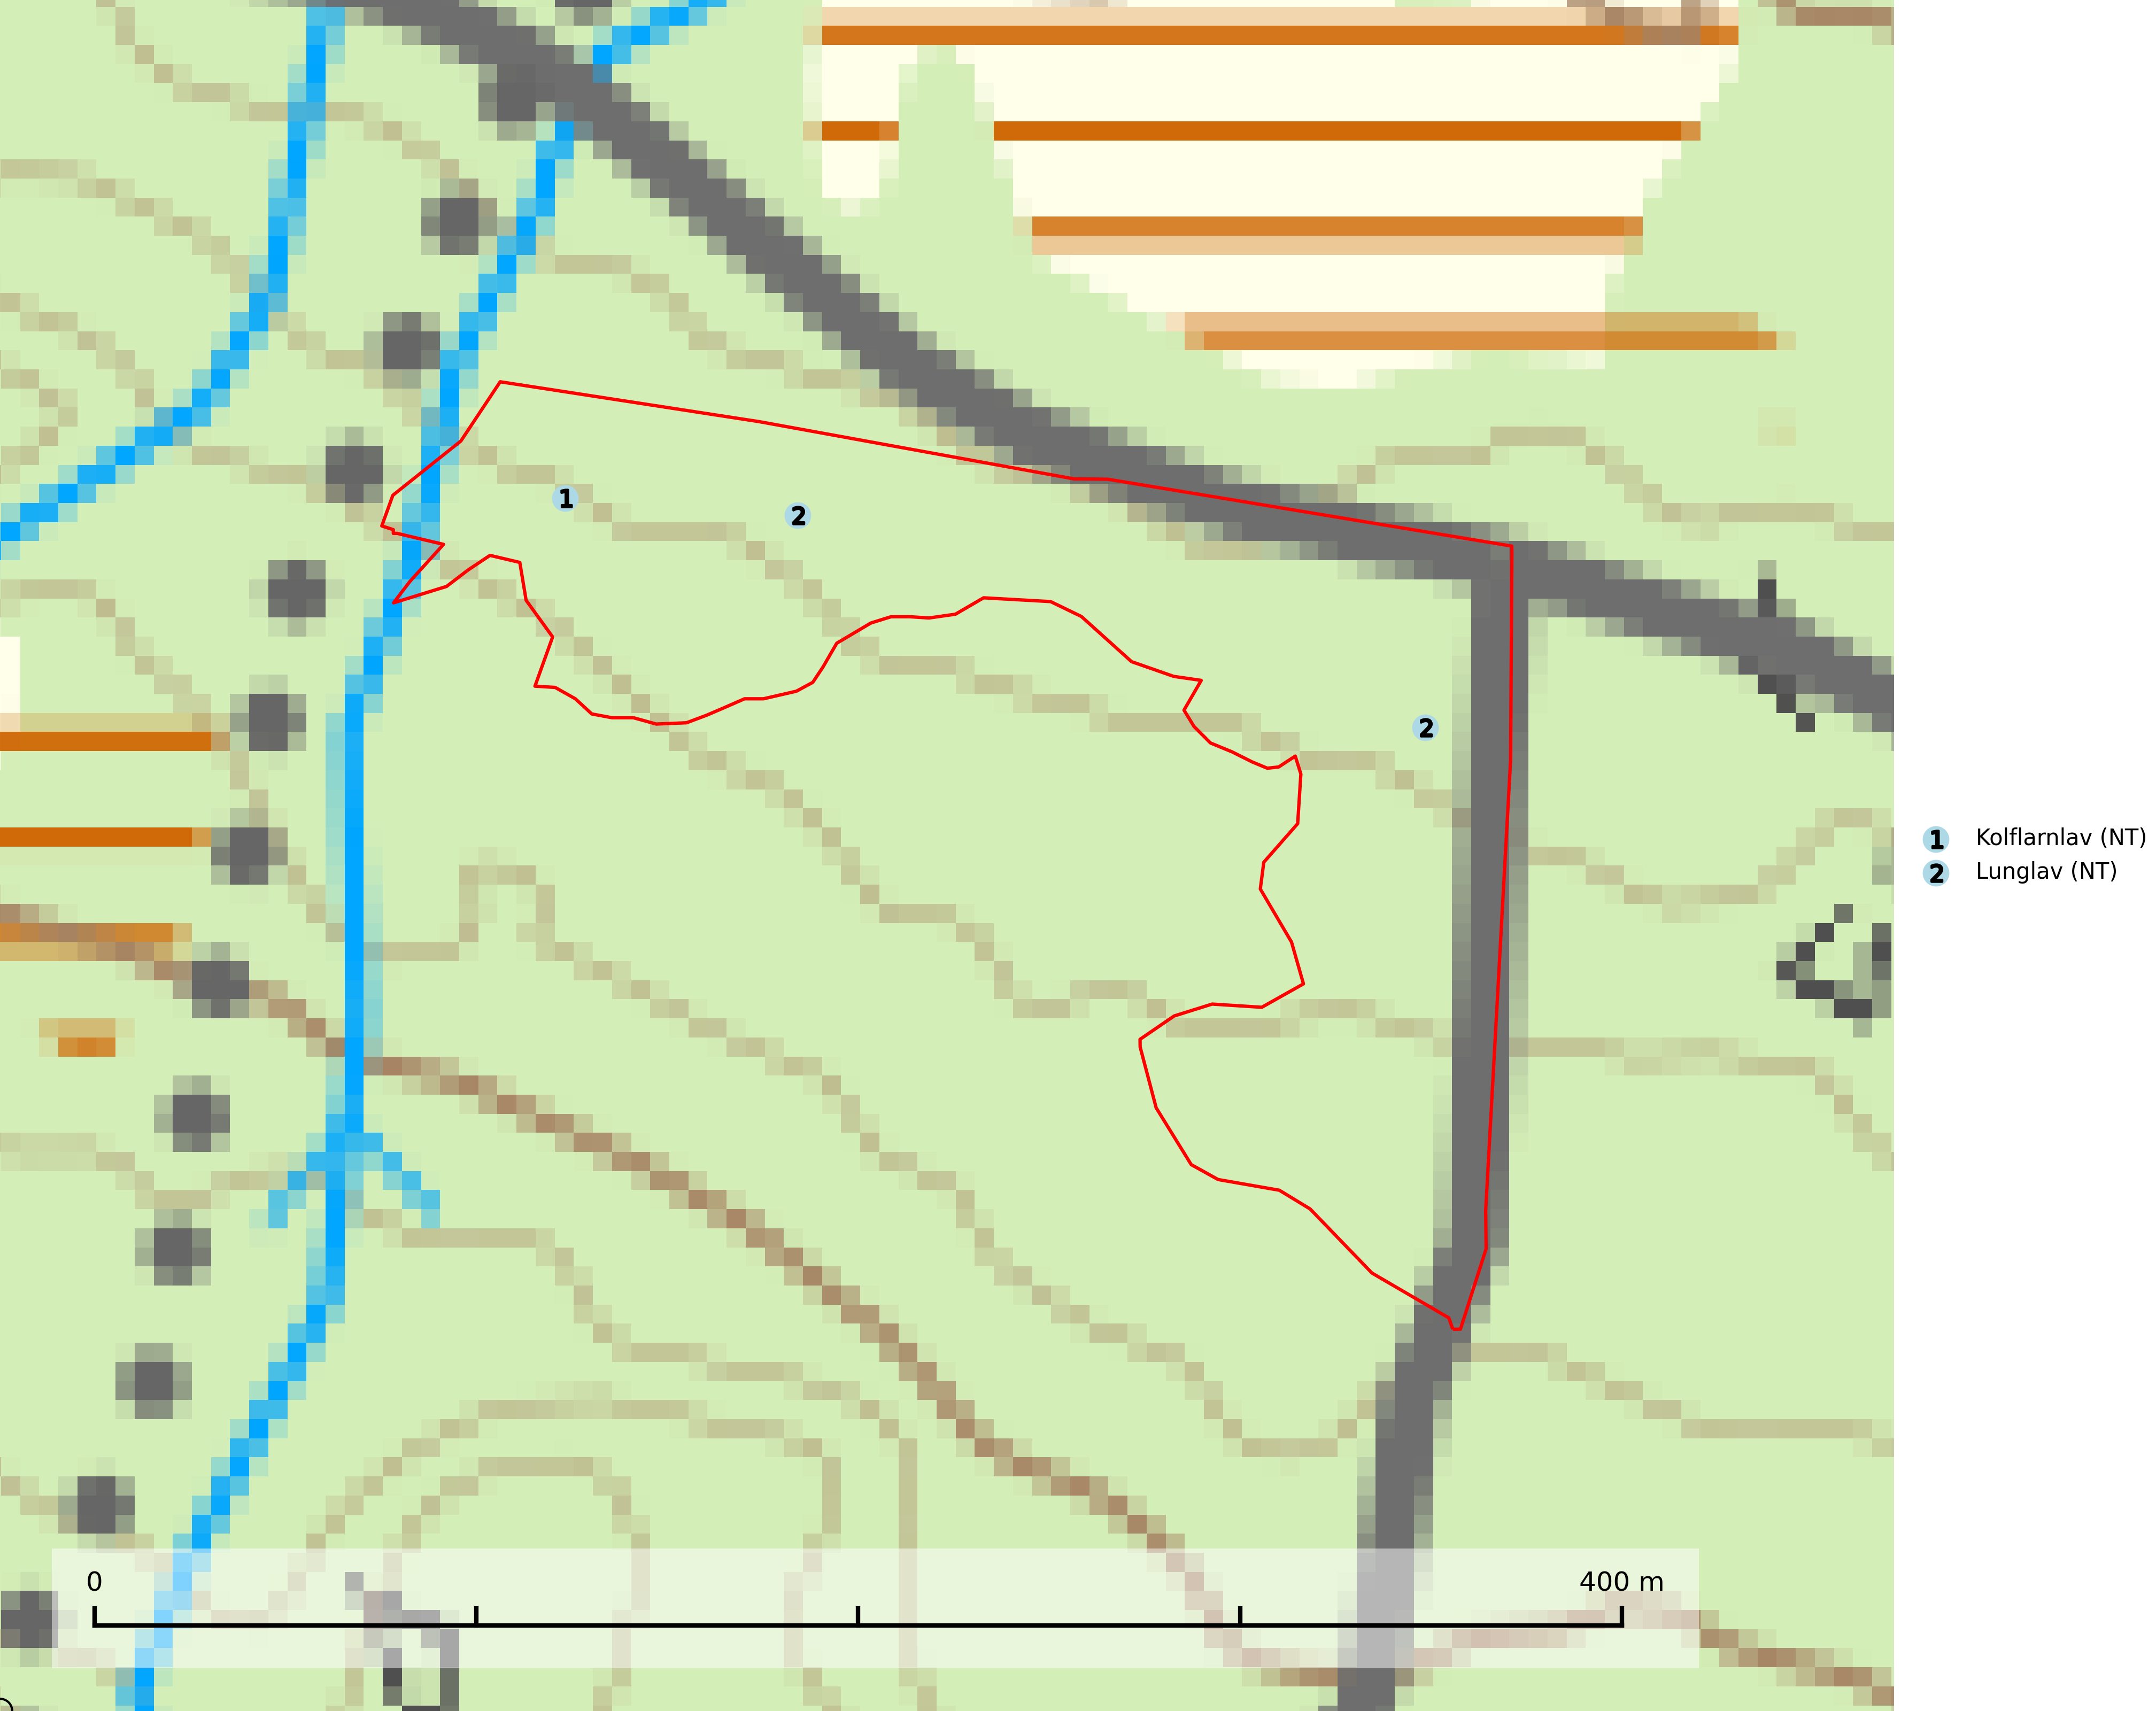 1
2
2
1 Kolflarnlav (NT)
2 Lunglav (NT)
0 400 m